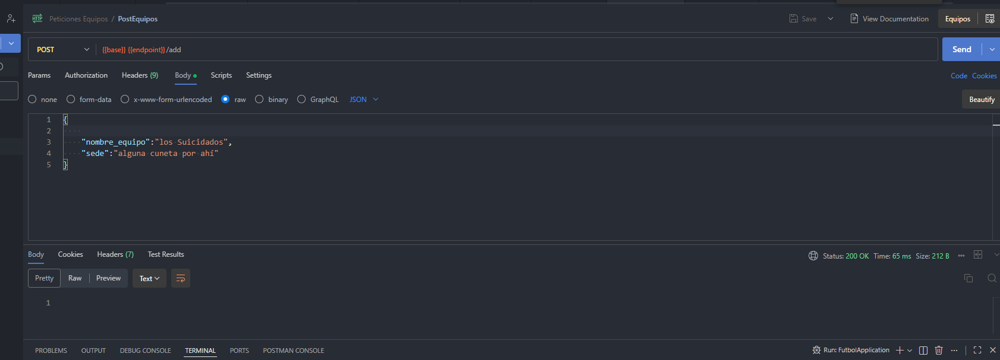 HTTP Peticiones Equipos / PostEquipos Save View Documentation Equipos
POST {{base}} {{endpoint}}/add Send
Params Authorization Headers (9) Body Scripts Settings Code Cookies
none form-data x-www-form-urlencoded raw binary GraphQL JSON Beautify
1 {
2
3 "nombre_equipo":"los Suicidados",
4 "sede":"alguna cuneta por ahí"
5 }
Body Cookies Headers (7) Test Results Status: 200 OK Time: 65 ms Size: 212 B
Pretty Raw Preview Text
1
PROBLEMS OUTPUT DEBUG CONSOLE TERMINAL PORTS POSTMAN CONSOLE Run: FutbolApplication